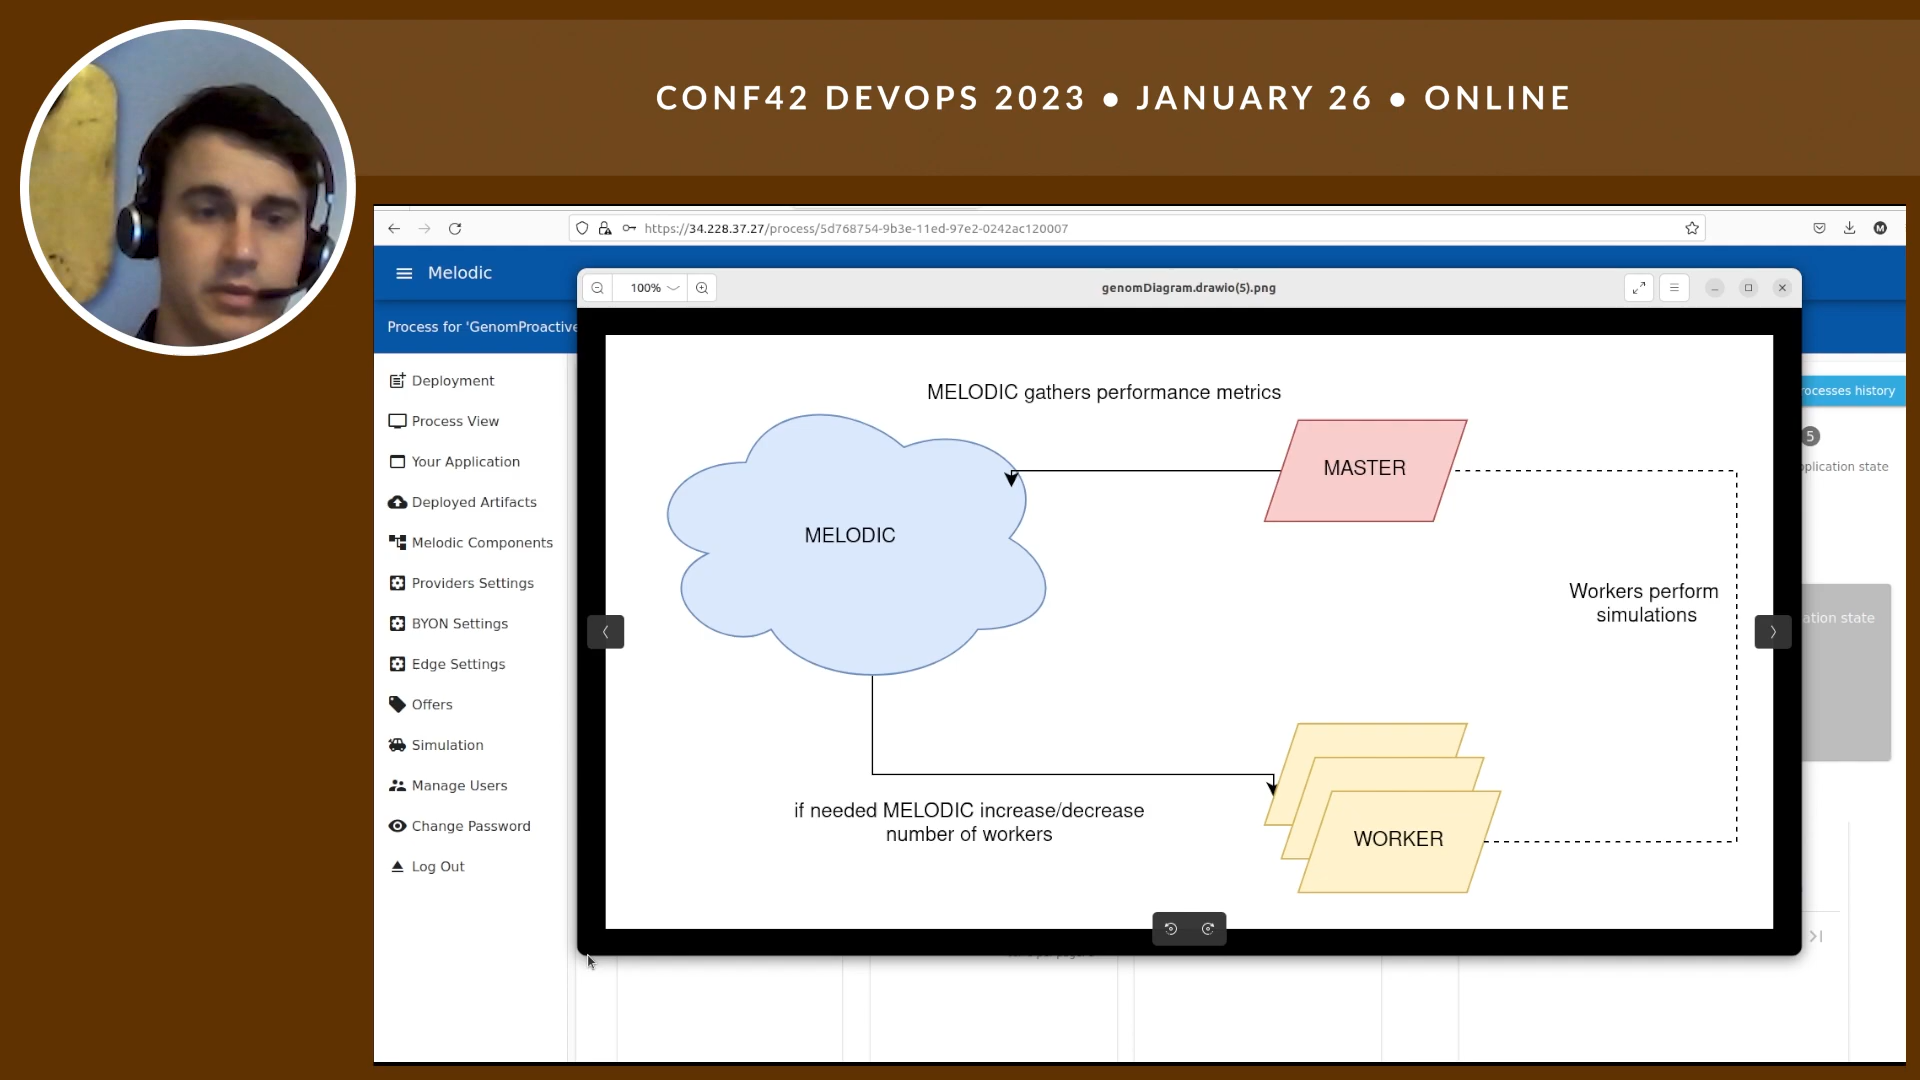 CONF42 DEVOPS 2023 • JANUARY 26 • ONLINE
https://34.228.37.27/process/5d768754-9b3e-11ed-97e2-0242ac120007
M
Melodic
100%
genomDiagram.drawio(5).png
Process for 'GenomProactive
Deployment
Process View
Your Application
Deployed Artifacts
Melodic Components
Providers Settings
BYON Settings
Edge Settings
Offers
Simulation
Manage Users
Change Password
Log Out
MELODIC gathers performance metrics
MASTER
MELODIC
Workers perform
simulations
if needed MELODIC increase/decrease
number of workers
WORKER
rocesses history
5
plication state
ation state